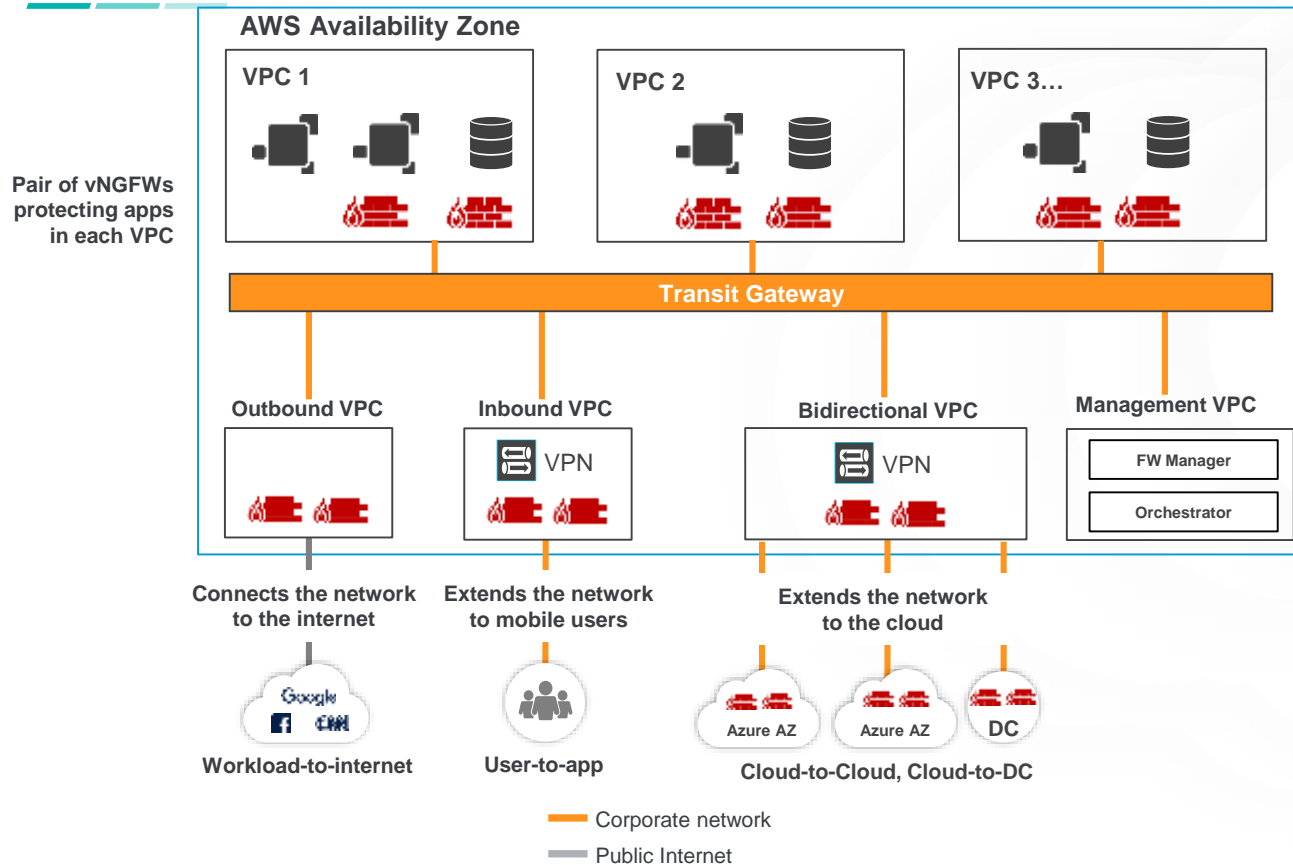 AWS Availability Zone
VPC 1
VPC 2
VPC 3...
Pair of vNGFWs
protecting apps
in each VPC
Transit Gateway
Outbound VPC
Inbound VPC
Bidirectional VPC
Management VPC
VPN
VPN
FW Manager
Orchestrator
Connects the network
to the internet
Extends the network
to mobile users
Extends the network
to the cloud
Google
f
CNN
Azure AZ
Azure AZ
DC
Workload-to-internet
User-to-app
Cloud-to-Cloud, Cloud-to-DC
Corporate network
Public Internet